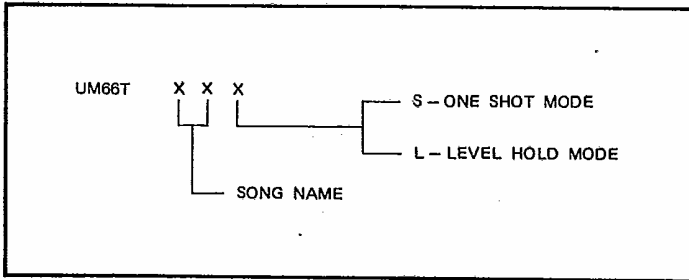 UM66T X X X
S – ONE SHOT MODE
L – LEVEL HOLD MODE
SONG NAME